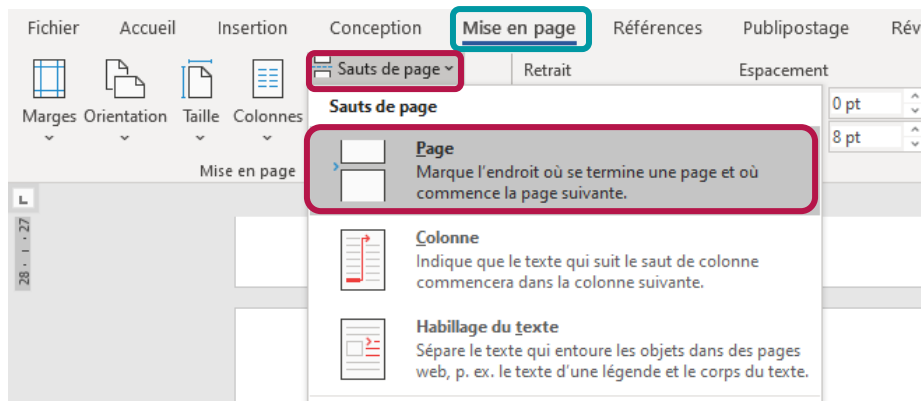 Fichier Accueil Insertion Conception Mise en page Références Publipostage Rév
Sauts de page Retrait Espacement
Marges Orientation Taille Colonnes
0 pt
8 pt
Mise en page
Sauts de page
Page
Marque l'endroit où se termine une page et où
commence la page suivante.
Colonne
Indique que le texte qui suit le saut de colonne
commencera dans la colonne suivante.
Habillage du texte
Sépare le texte qui entoure les objets dans des pages
web, p. ex. le texte d'une légende et le corps du texte.
L
28 · ı · 27